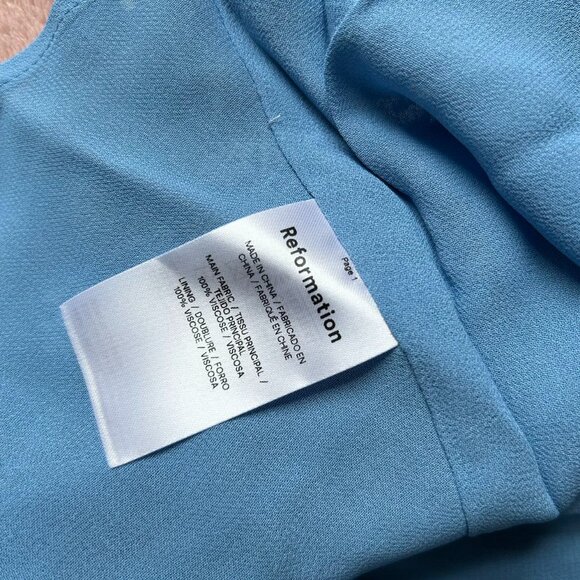 Page 1
Reformation
MADE IN CHINA / FABRICADO EN
CHINA / FABRIQUÉ EN CHINE
MAIN FABRIC / TISSU PRINCIPAL /
TEJIDO PRINCIPAL
100% VISCOSE / VISCOSA
LINING / DOUBLURE / FORRO
100% VISCOSE / VISCOSA